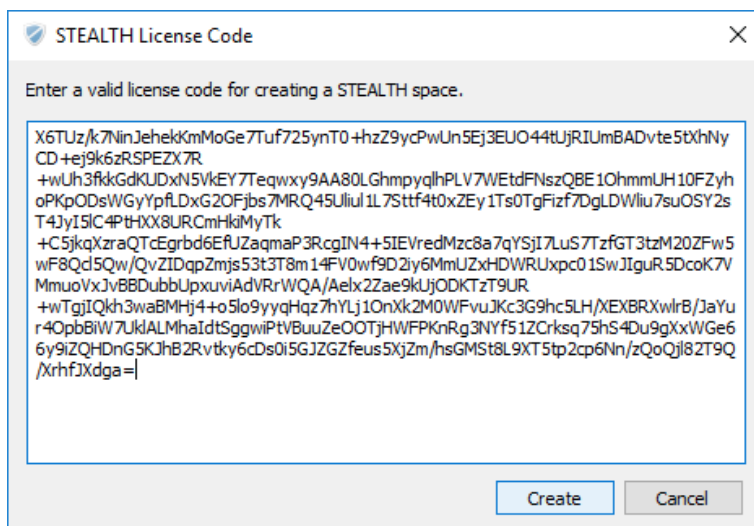 STEALTH License Code
Enter a valid license code for creating a STEALTH space.
X6TUz/k7NinJehekKmMoGe7Tuf725ynT0+hzZ9ycPwUn5Ej3EUO44tUjRIUmBADvte5tXhNy
CD+ej9k6zRSPEZX7R
+wUh3fkkGdKUDxN5VkEY7Teqwxy9AA80LGhmpyqlhPLV7WEtdFNszQBE1OhmmUH10FZyh
oPKpODsWGyYpfLDxG2OFjbs7MRQ45Uliul1L7Sttf4t0xZEy1Ts0TgFizf7DgLDWliu7suOSY2s
T4JyI5lC4PtHXX8URCmHkiMyTk
+C5jkqXzraQTcEgrbd6EfUZaqmaP3RcgIN4+5IEVredMzc8a7qYSjI7LuS7TzfGT3tzM20ZFw5
wF8Qcl5Qw/QvZIDqpZmjs53t3T8m14FV0wf9D2iy6MmUZxHDWRUxpc01SwJIguR5DcoK7V
MmuoVxJvBBDubbUpxuviAdVRrWQA/Aelx2Zae9kUjODKTzT9UR
+wTgjIQkh3waBMHj4+o5lo9yyqHqz7hYLj1OnXk2M0WFvuJKc3G9hc5LH/XEXBRXwlrB/JaYu
r4OpbBiW7UklALMhaIdtSggwiPtVBuuZeOOTjHWFPKnRg3NYf51ZCrksq75hS4Du9gXxWGe6
6y9iZQHDnG5KJhB2Rvtky6cDs0i5GJZGZfeus5XjZm/hsGMSt8L9XT5tp2cp6Nn/zQoQjl82T9Q
/XrhfJXdga=
Create
Cancel